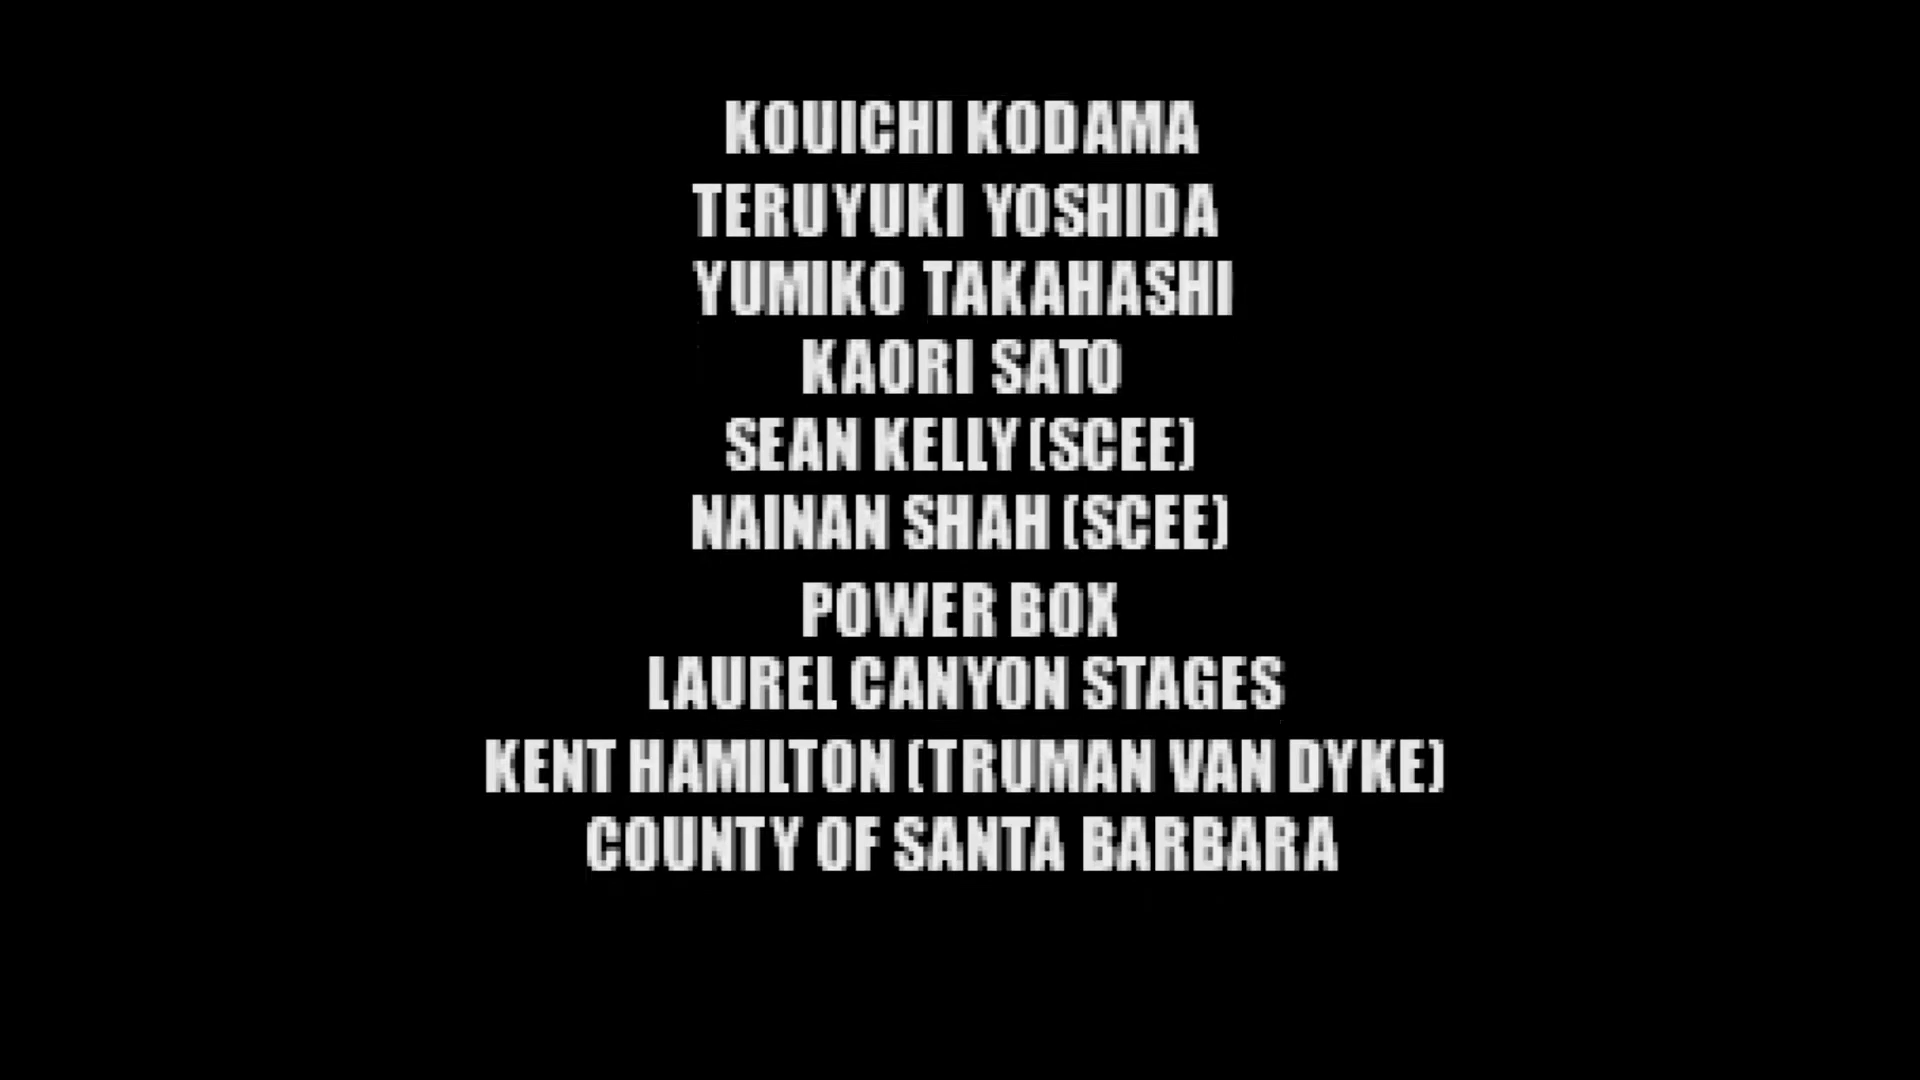 KOUICHI KODAMA
TERUYUKI YOSHIDA
YUMIKO TAKAHASHI
KAORI SATO
SEAN KELLY (SCEE)
NAINAN SHAH (SCEE)
POWER BOX
LAUREL CANYON STAGES
KENT HAMILTON (TRUMAN VAN DYKE)
COUNTY OF SANTA BARBARA